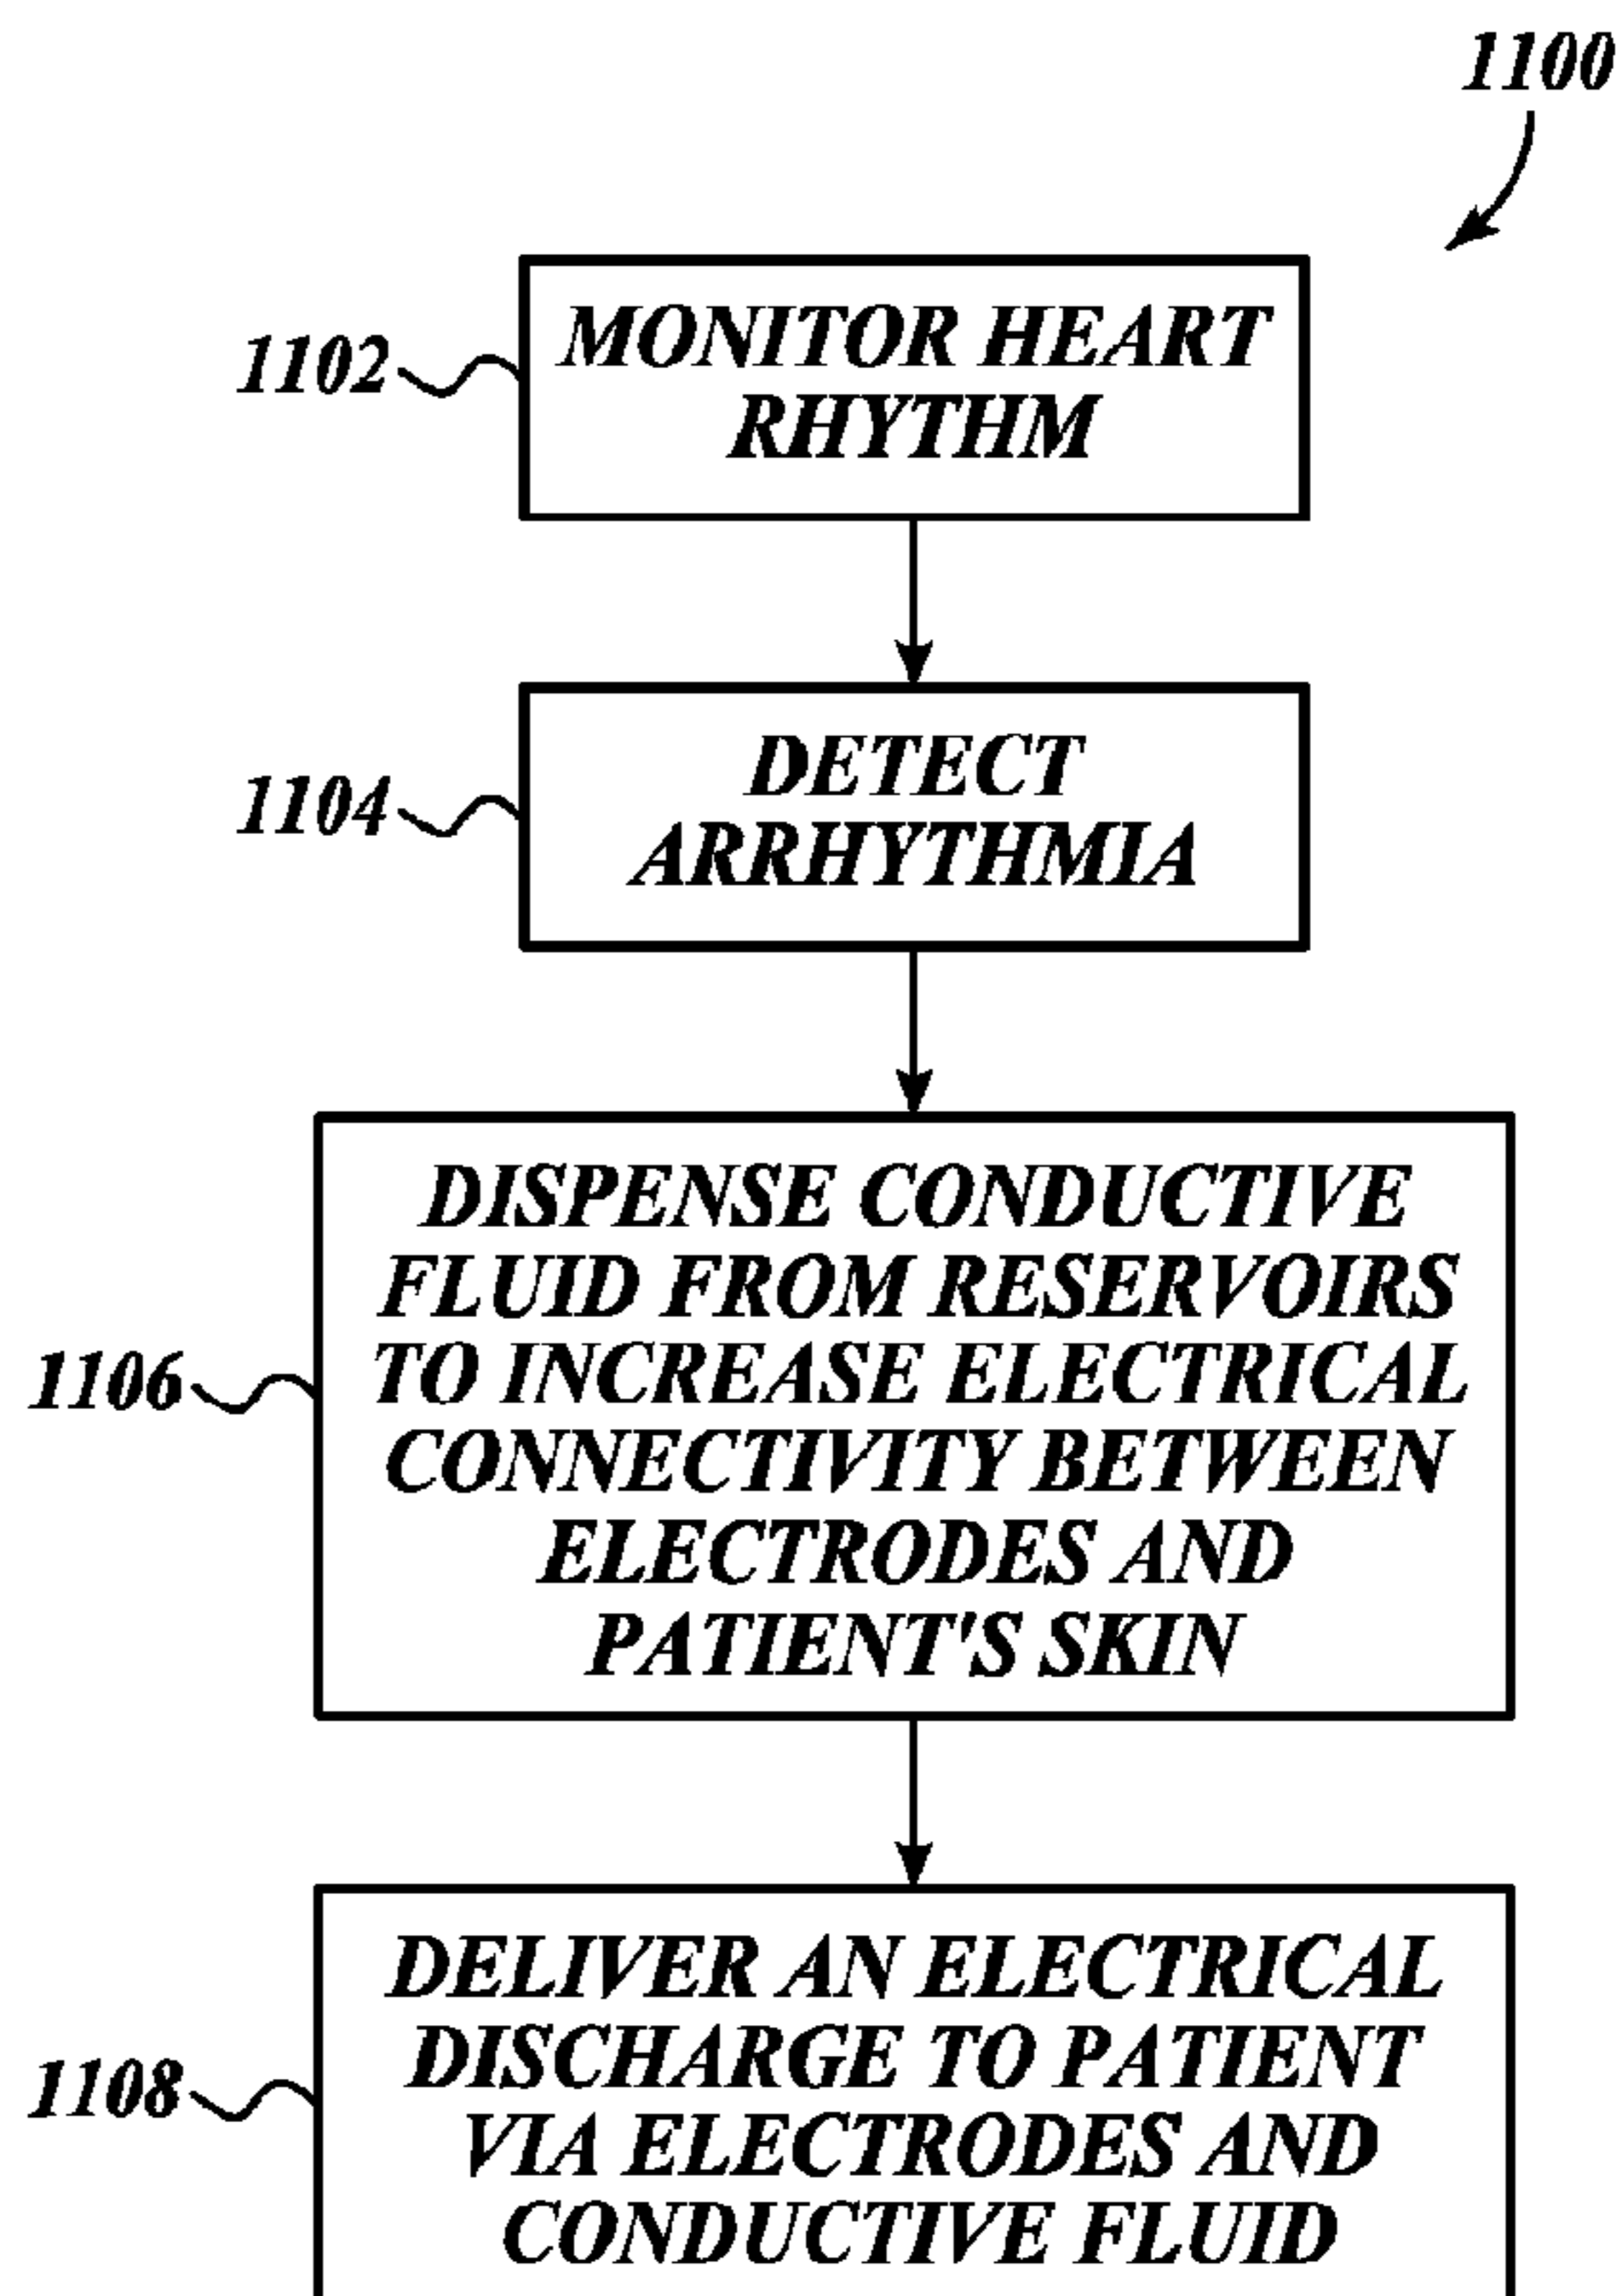 1100
1102
MONITOR HEART
RHYTHM
1104
DETECT
ARRHYTHMIA
1106
DISPENSE CONDUCTIVE
FLUID FROM RESERVOIRS
TO INCREASE ELECTRICAL
CONNECTIVITY BETWEEN
ELECTRODES AND
PATIENT'S SKIN
1108
DELIVER AN ELECTRICAL
DISCHARGE TO PATIENT
VIA ELECTRODES AND
CONDUCTIVE FLUID